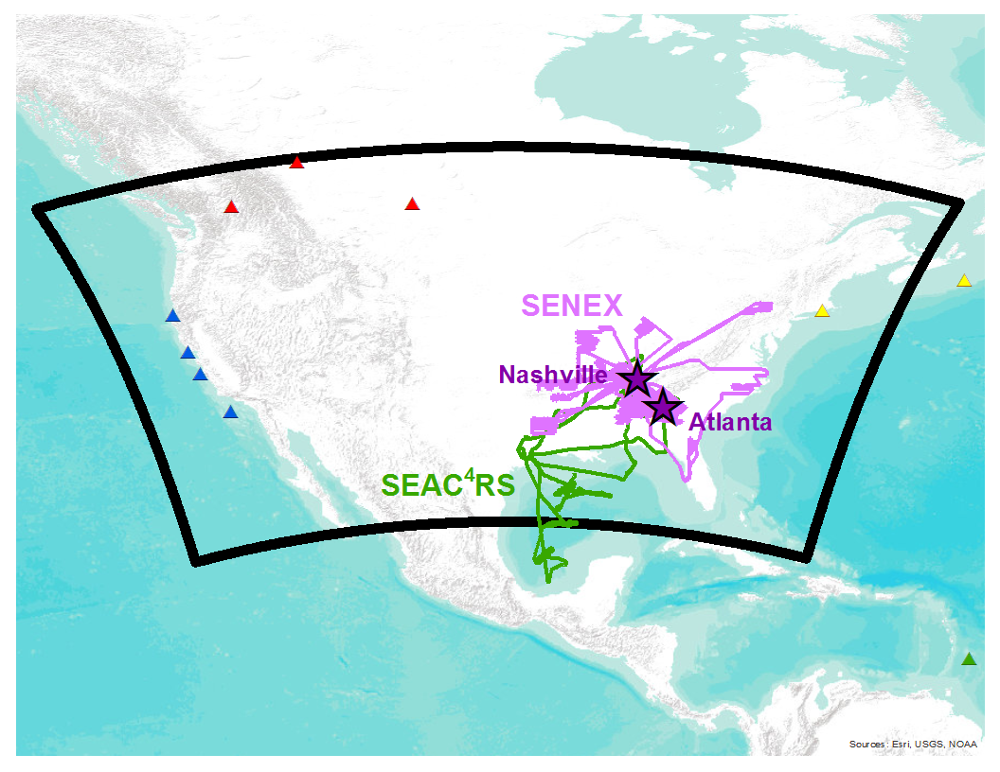 SENEX
Nashville
Atlanta
SEAC⁴RS
Sources: Esri, USGS, NOAA